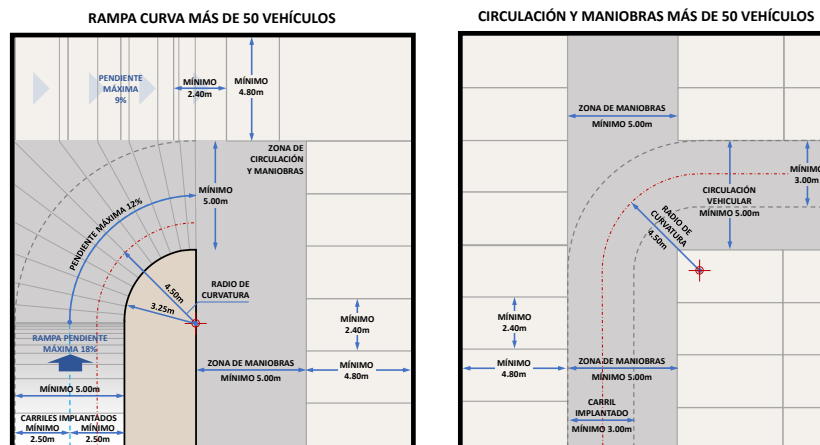 RAMPA CURVA MÁS DE 50 VEHÍCULOS
PENDIENTE
MÁXIMA
9%
MÍNIMO
2.40m
MÍNIMO
4.80m
ZONA DE
CIRCULACIÓN
Y MANIOBRAS
MÍNIMO
5.00m
PENDIENTE MÁXIMA 12%
4.50m
3.25m
RADIO DE
CURVATURA
RAMPA PENDIENTE
MÁXIMA 18%
MÍNIMO
2.40m
ZONA DE MANIOBRAS
MÍNIMO 5.00m
MÍNIMO
4.80m
MÍNIMO 5.00m
CARRILES IMPLANTADOS
MÍNIMO
2.50m
MÍNIMO
2.50m
CIRCULACIÓN Y MANIOBRAS MÁS DE 50 VEHÍCULOS
ZONA DE MANIOBRAS
MÍNIMO 5.00m
MÍNIMO
3.00m
CIRCULACIÓN
VEHICULAR
MÍNIMO 5.00m
RADIO DE
CURVATURA
4.50m
MÍNIMO
2.40m
MÍNIMO
4.80m
ZONA DE MANIOBRAS
MÍNIMO 5.00m
CARRIL
IMPLANTADO
MÍNIMO 3.00m